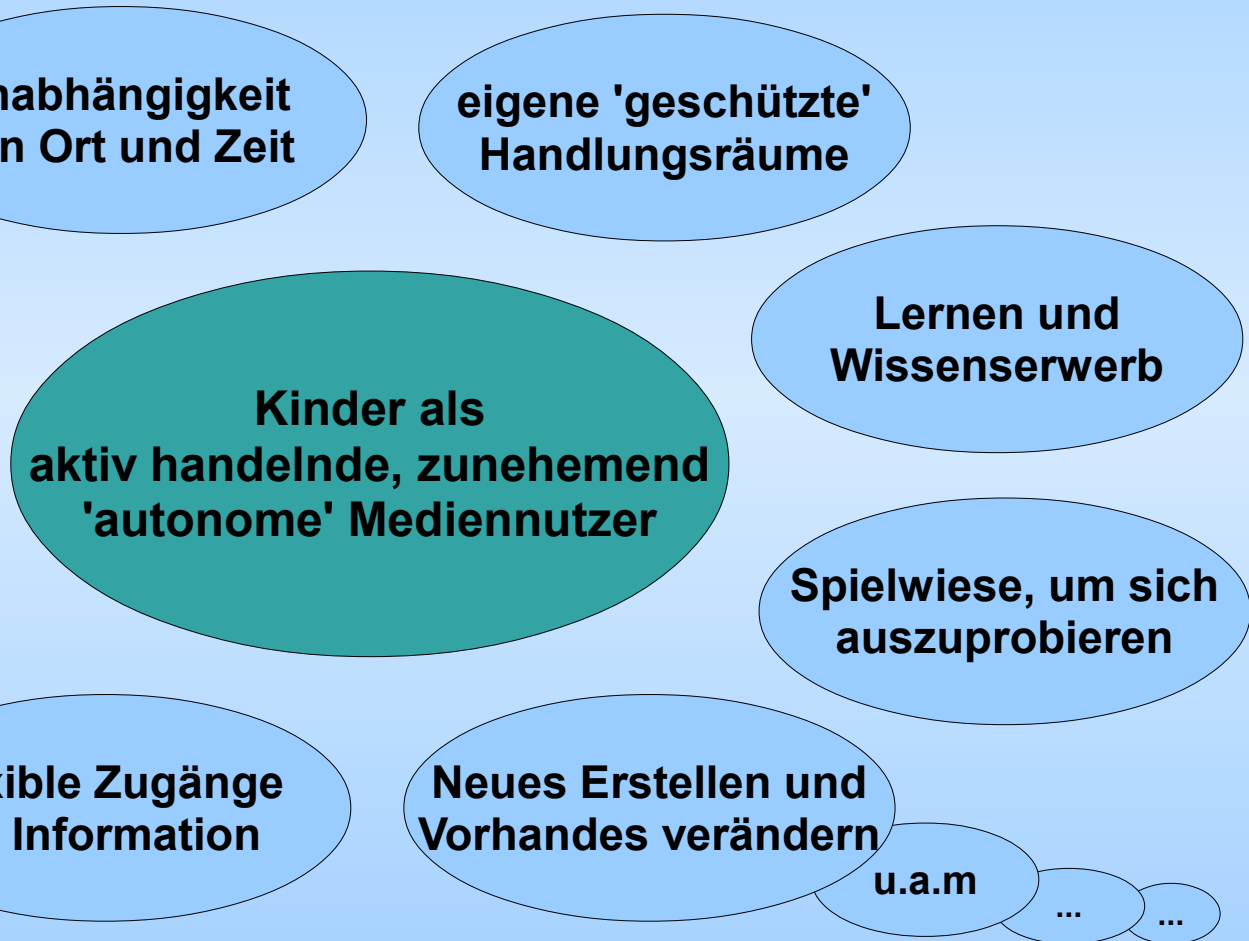 nabhängigkeit
n Ort und Zeit
eigene 'geschützte'
Handlungsräume
Lernen und
Wissenserwerb
Kinder als
aktiv handelnde, zunehemend
'autonome' Mediennutzer
Spielwiese, um sich
auszuprobieren
ible Zugänge
Information
Neues Erstellen und
Vorhandes verändern
u.a.m
...
...